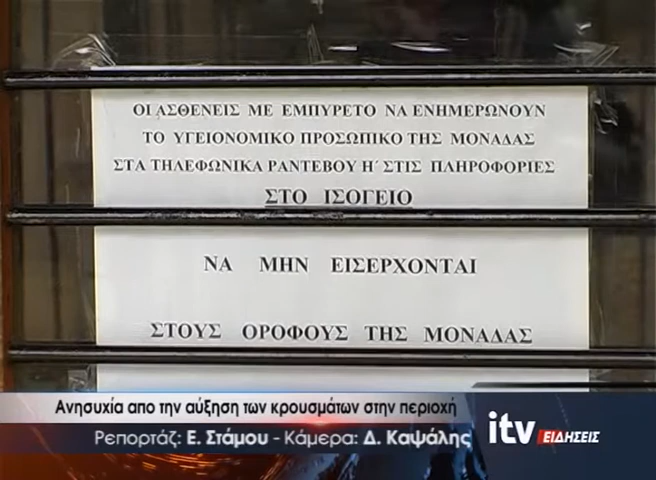 ΟΙ ΑΣΘΕΝΕΙΣ ΜΕ ΕΜΠΥΡΕΤΟ ΝΑ ΕΝΗΜΕΡΩΝΟΥΝ
ΤΟ ΥΓΕΙΟΝΟΜΙΚΟ ΠΡΟΣΩΠΙΚΟ ΤΗΣ ΜΟΝΑΔΑΣ
ΣΤΑ ΤΗΛΕΦΩΝΙΚΑ ΡΑΝΤΕΒΟΥ Η΄ ΣΤΙΣ ΠΛΗΡΟΦΟΡΙΕΣ
ΣΤΟ ΙΣΟΓΕΙΟ
ΝΑ ΜΗΝ ΕΙΣΕΡΧΟΝΤΑΙ
ΣΤΟΥΣ ΟΡΟΦΟΥΣ ΤΗΣ ΜΟΝΑΔΑΣ
Ανησυχία απο την αύξηση των κρουσμάτων στην περιοχή
Ρεπορτάζ: Ε. Στάμου - Κάμερα: Δ. Καψάλης
itv ΕΙΔΗΣΕΙΣ